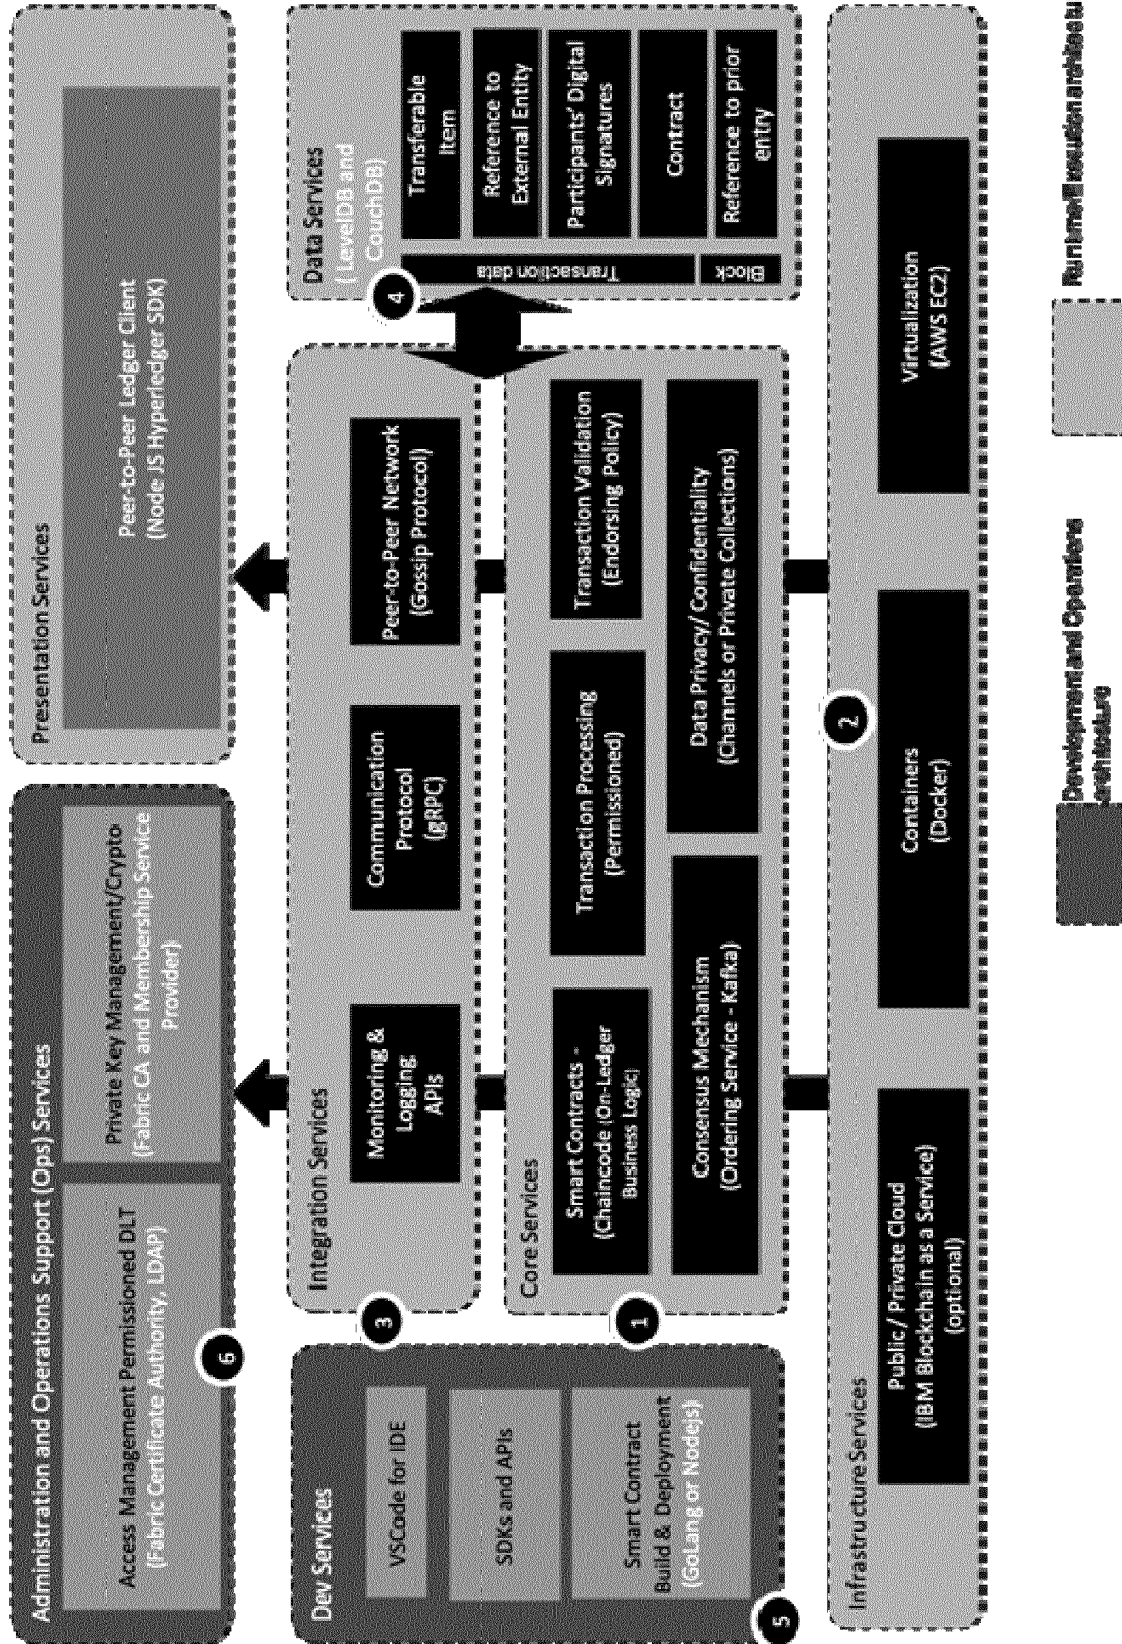 Administration and Operations Support (Ops) Services
Access Management Permissioned DLT
(Fabric Certificate Authority, LDAP)
Private Key Management/Crypto
(Fabric CA and Membership Service
Provider)
6
Presentation Services
Peer-to-Peer Ledger Client
(Node JS Hyperledger SDK)
Dev Services
VSCode for IDE
SDKs and APIs
Smart Contract
Build & Deployment
(GoLang or Nodejs)
5
3
Integration Services
Monitoring &
Logging
APIs
Communication
Protocol
(gRPC)
Peer-to-Peer Network
(Gossip Protocol)
1
Core Services
Smart Contracts -
(Chaincode (On-Ledger
Business Logic)
Transaction Processing
(Permissioned)
Transaction Validation
(Endorsing Policy)
Consensus Mechanism
(Ordering Service - Kafka)
Data Privacy/ Confidentiality
(Channels or Private Collections)
4
Data Services
( LevelDB and
CouchDB)
Transaction data
Block
Transferable
Item
Reference to
External Entity
Participants' Digital
Signatures
Contract
Reference to prior
entry
2
Infrastructure Services
Public / Private Cloud
(IBM Blockchain as a Service)
(optional)
Containers
(Docker)
Virtualization
(AWS EC2)
Development and Operations
architecture